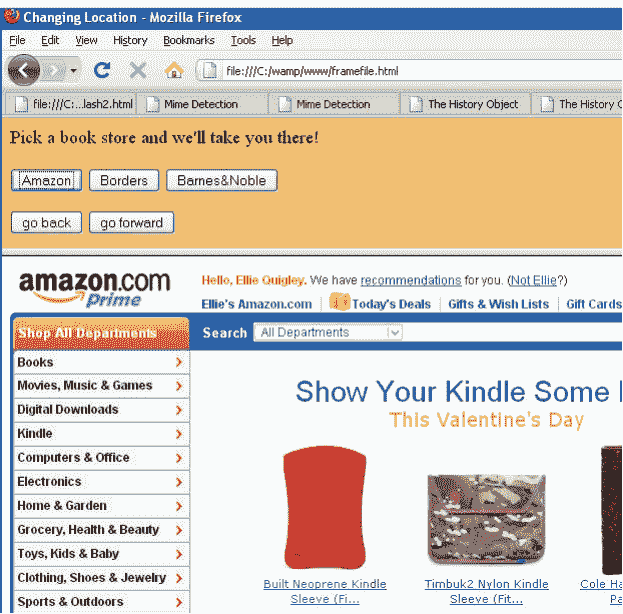 Changing Location - Mozilla Firefox
File Edit View History Bookmarks Tools Help
file:///C:/wamp/www/framefile.html
file:///C:...lash2.html Mime Detection Mime Detection The History Object The History O
Pick a book store and we'll take you there!
Amazon Borders Barnes&Noble
go back go forward
amazon.com
Prime
Hello, Ellie Quigley. We have recommendations for you. (Not Ellie?)
Ellie's Amazon.com Today's Deals Gifts & Wish Lists Gift Cards
Shop All Departments
Search All Departments
Books
Movies, Music & Games
Digital Downloads
Kindle
Computers & Office
Electronics
Home & Garden
Grocery, Health & Beauty
Toys, Kids & Baby
Clothing, Shoes & Jewelry
Sports & Outdoors
Show Your Kindle Some
This Valentine's Day
Built Neoprene Kindle
Sleeve (Fi...
Timbuk2 Nylon Kindle
Sleeve (Fit...
Cole Ha
Pa